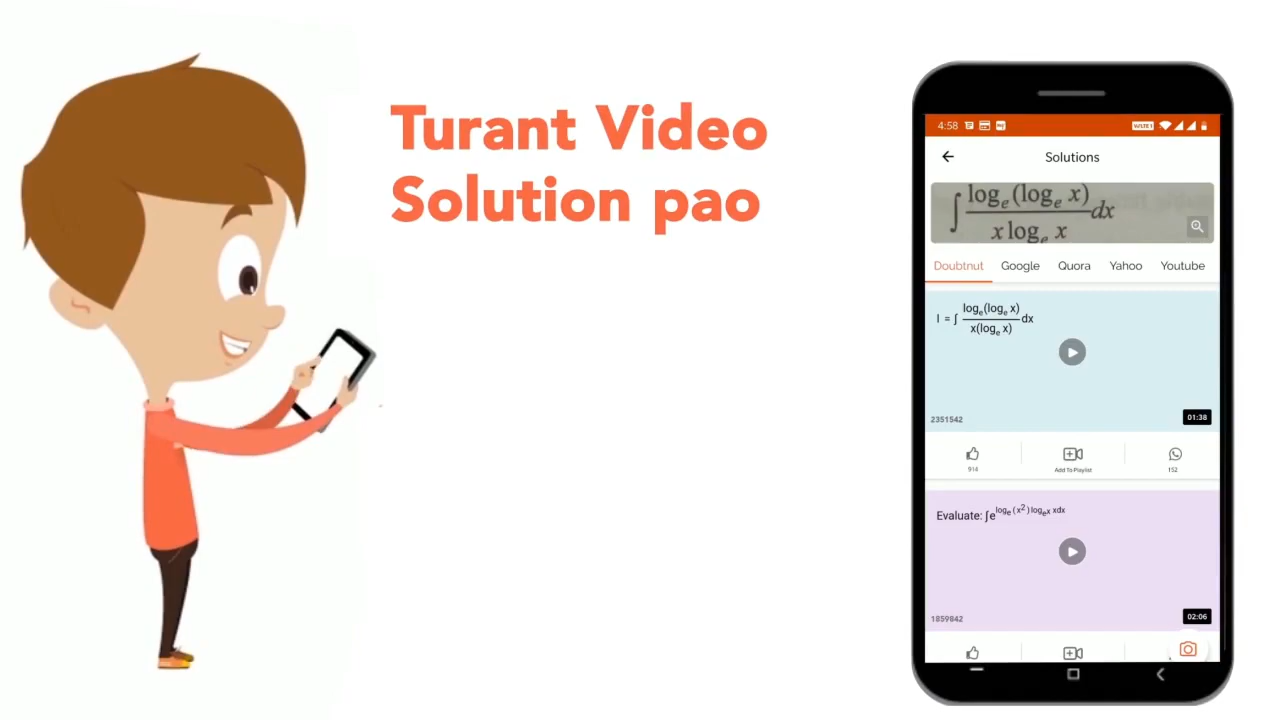 Turant Video
Solution pao
4:58
VoLTE1
Solutions
∫ logₑ(logₑ x) / x logₑ x dx
Doubtnut Google Quora Yahoo Youtube
I = ∫ logₑ(logₑ x) / x(logₑ x) dx
2351542 01:38
914 Add To Playlist 152
Evaluate: ∫e^logₑ(x²)logₑx xdx
1859842 02:06